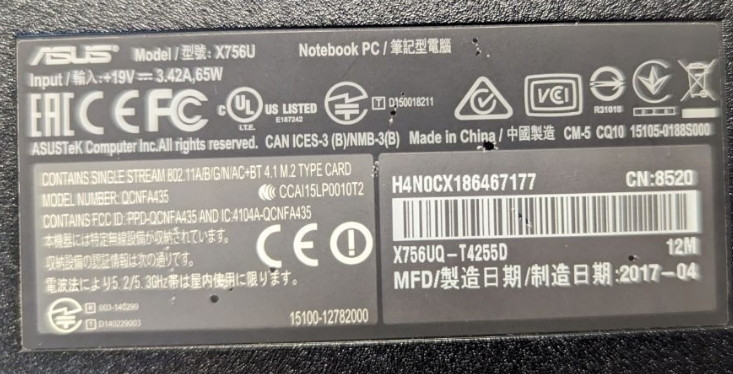 ASUS Model / 型號: X756U Notebook PC / 筆記型電腦
Input / 輸入:+19V⎓3.42A,65W
EAC CE FC c UL US LISTED I.T.E. E187242 T D150018211 VCI R31018
ASUSTeK Computer Inc.All rights reserved. CAN ICES-3 (B)/NMB-3(B) Made in China / 中國製造 CM-5 CQ10 15105-0188S000
CONTAINS SINGLE STREAM 802.11A/B/G/N/AC+BT 4.1 M.2 TYPE CARD
MODEL NUMBER: QCNFA435 CCAI15LP0010T2
CONTAINS FCC ID: PPD-QCNFA435 AND IC:4104A-QCNFA435
本機器には特定無線設備が収納されています。
収納設備の認証情報は次の通りです。
電波法により5.2/5.3GHz帯は屋内使用に限ります。
CE
R 003-140299
T D140229003
15100-12782000
H4N0CX186467177 CN:8520
X756UQ-T4255D 12M
MFD/製造日期/制造日期:2017-04